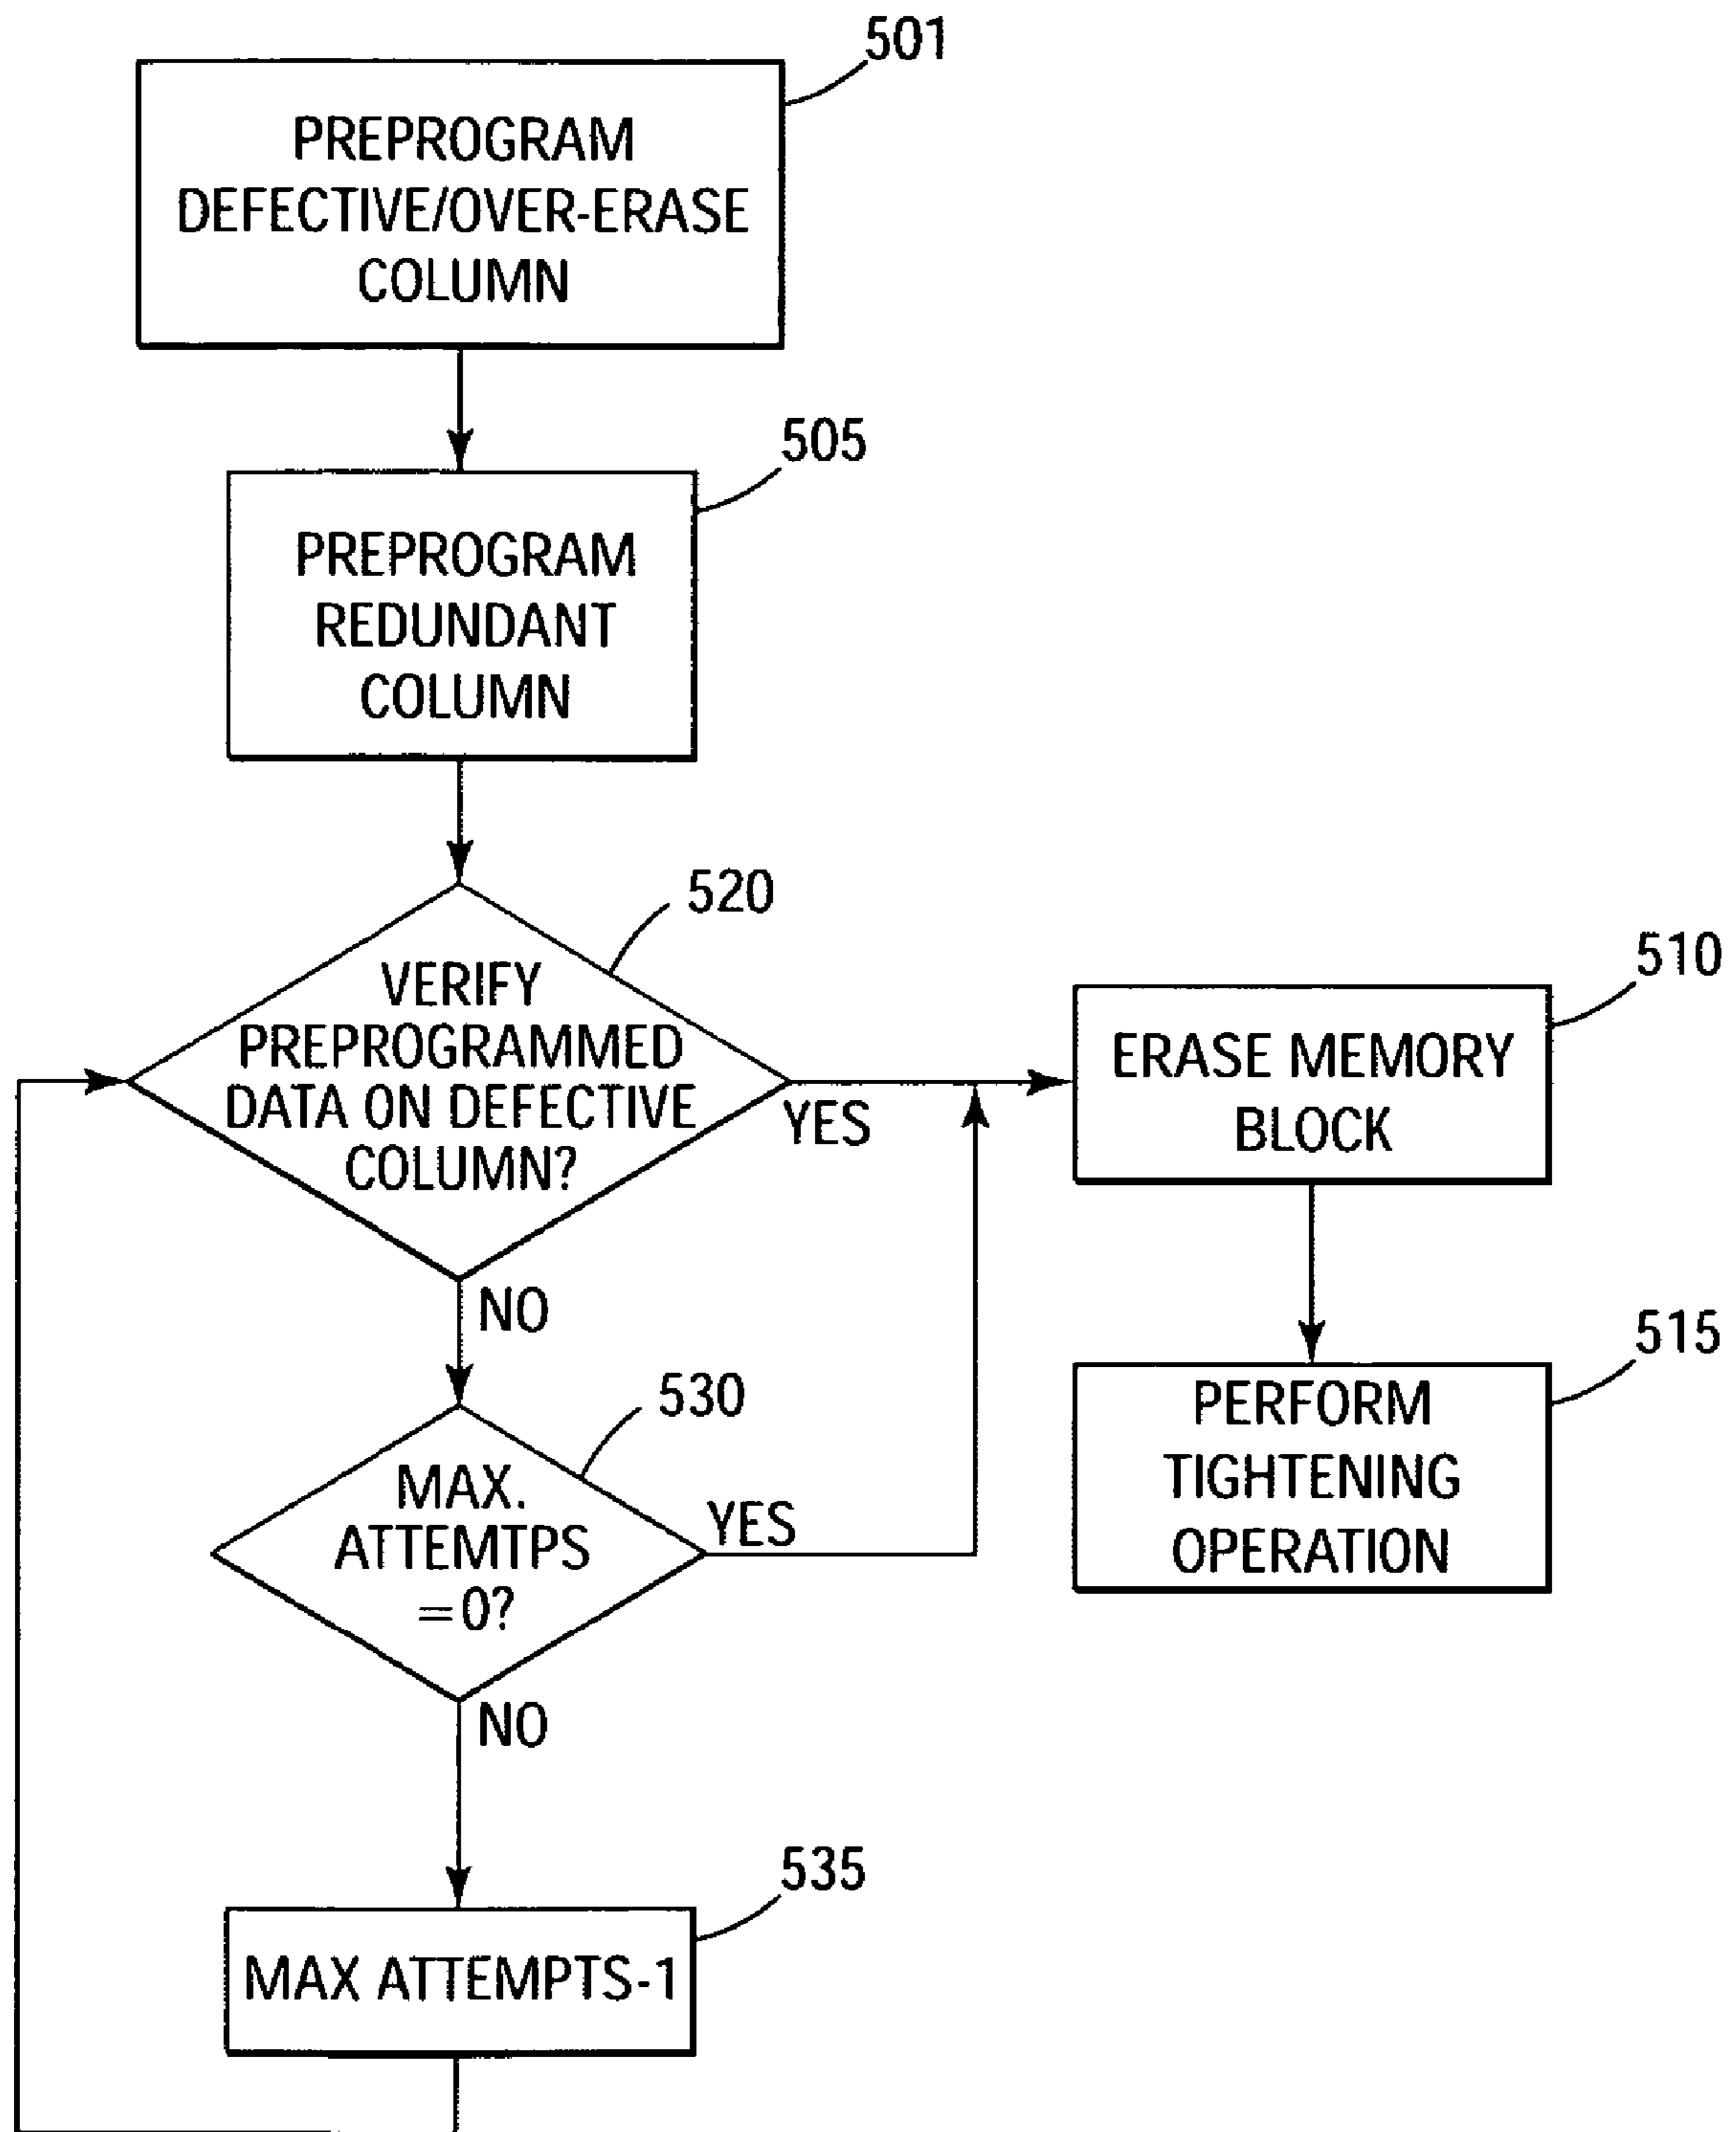 501
PREPROGRAM
DEFECTIVE/OVER-ERASE
COLUMN
505
PREPROGRAM
REDUNDANT
COLUMN
520
VERIFY
PREPROGRAMMED
DATA ON DEFECTIVE
COLUMN?
YES
NO
510
ERASE MEMORY
BLOCK
515
PERFORM
TIGHTENING
OPERATION
530
MAX.
ATTEMTPS
=0?
YES
NO
535
MAX ATTEMPTS-1